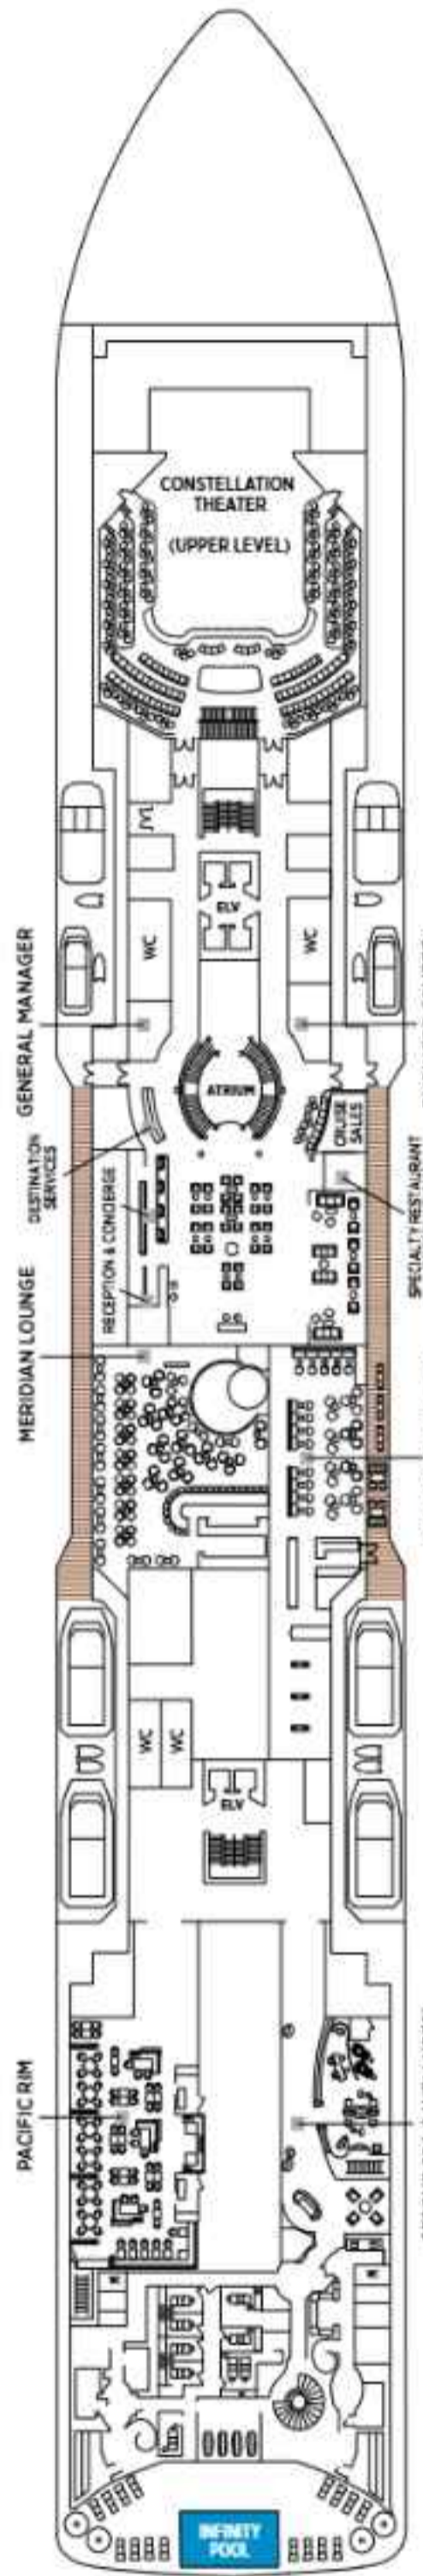 CONSTELLATION
THEATER
(UPPER LEVEL)
ELV
WC
WC
GENERAL MANAGER
ATRIUM
DESTINATION
SERVICES
CRUISE
SALES
RECEPTION & CONCIERGE
SPECIALTY RESTAURANT
MERIDIAN LOUNGE
WC
WC
ELV
PACIFIC RIM
INFINITY
POOL